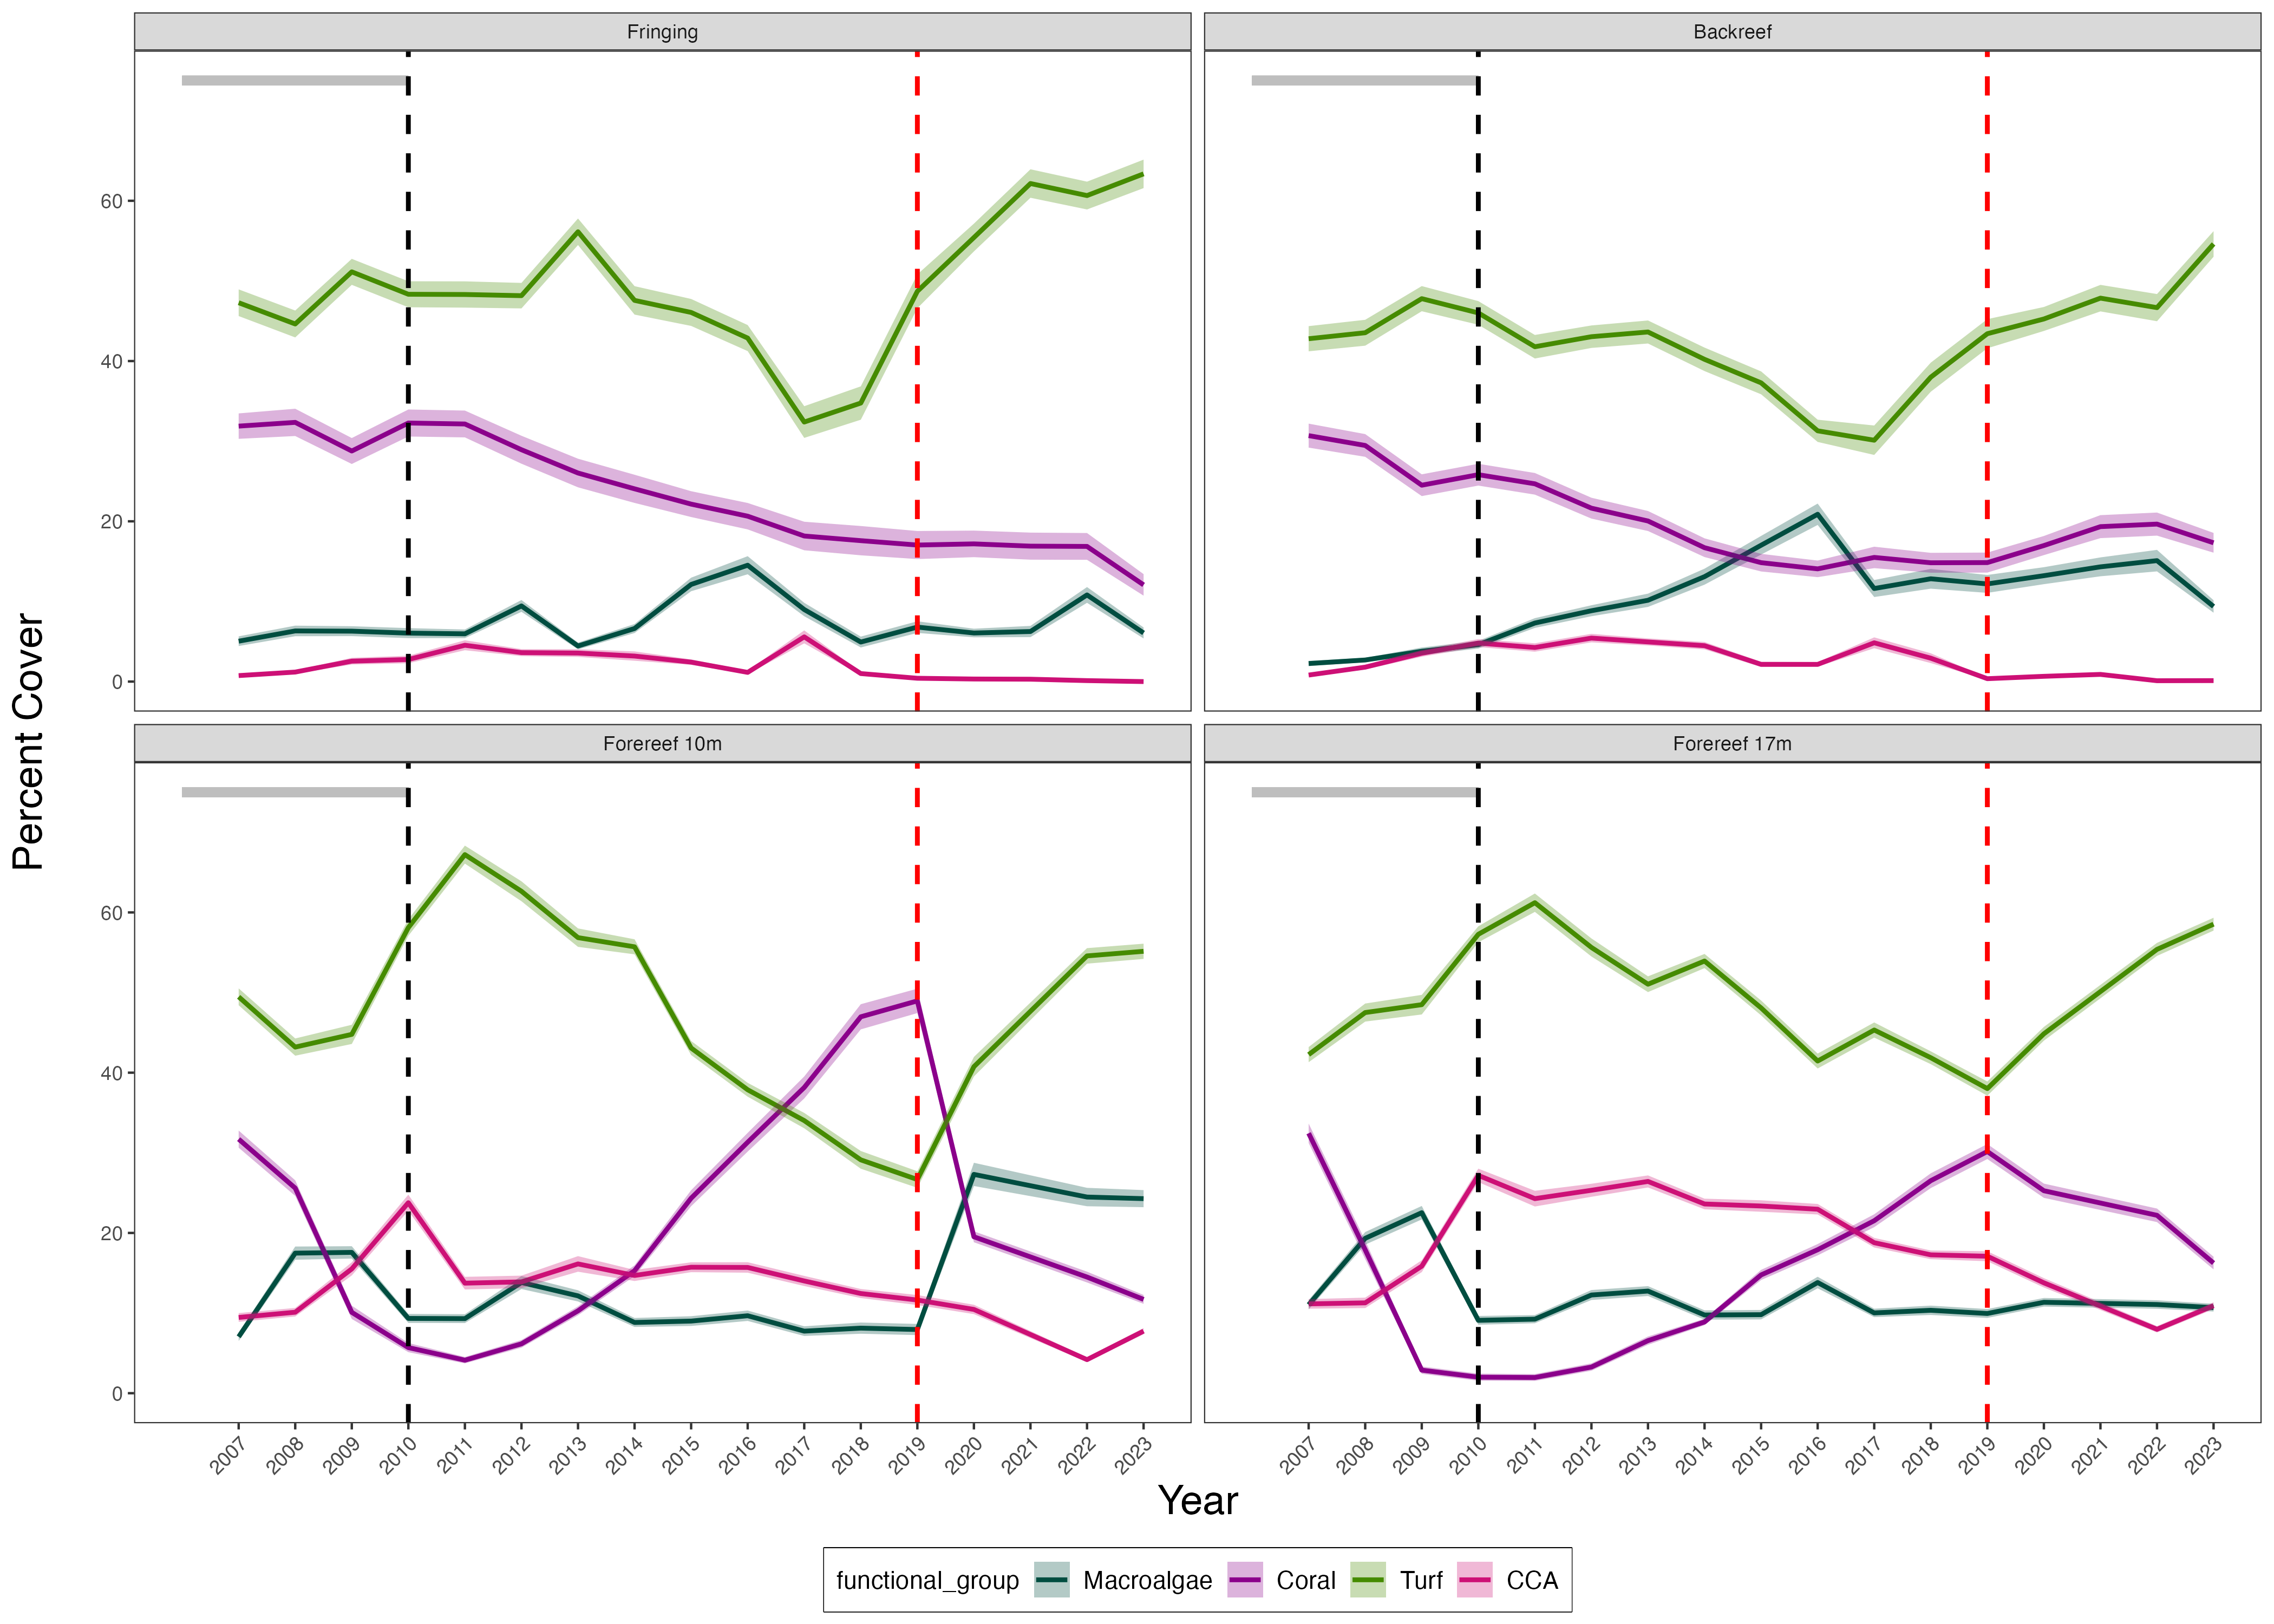 Fringing
Backreef
60
40
20
0
Forereef 10m
Forereef 17m
60
40
20
0
Percent Cover
2007 2008 2009 2010 2011 2012 2013 2014 2015 2016 2017 2018 2019 2020 2021 2022 2023
2007 2008 2009 2010 2011 2012 2013 2014 2015 2016 2017 2018 2019 2020 2021 2022 2023
Year
functional_group Macroalgae Coral Turf CCA